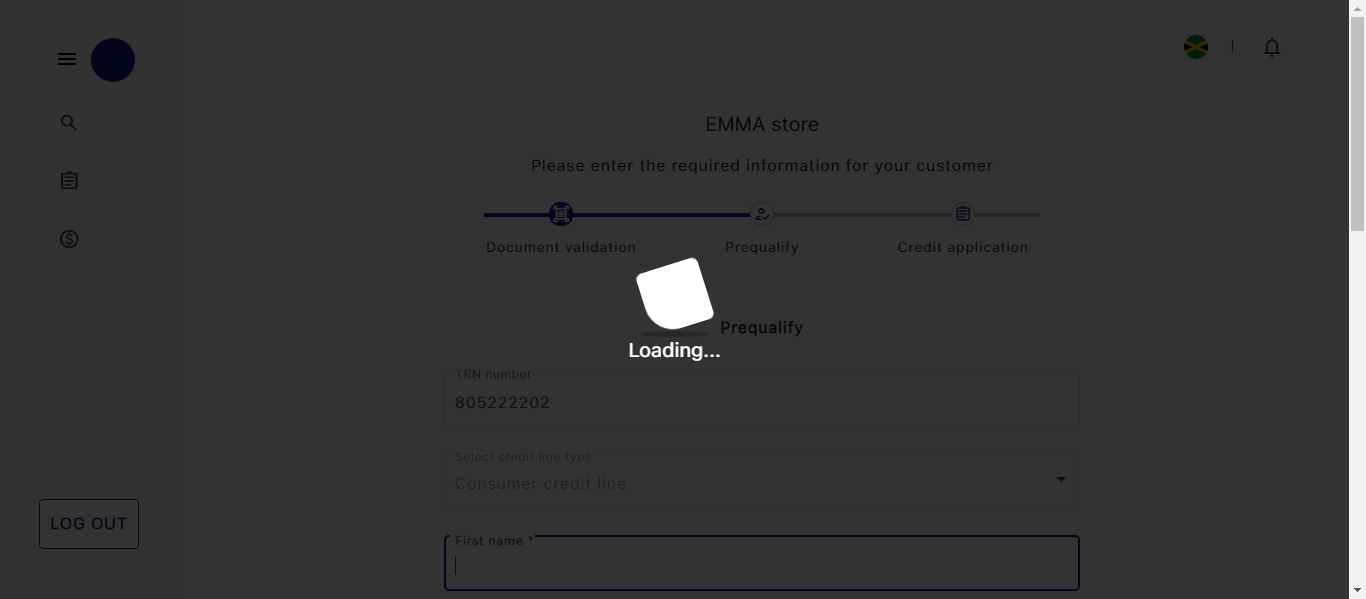 EMMA store
Please enter the required information for your customer
Document validation
Prequalify
Credit application
Prequalify
Loading...
TRN number
805222202
Select credit line type
Consumer credit line
First name *
LOG OUT